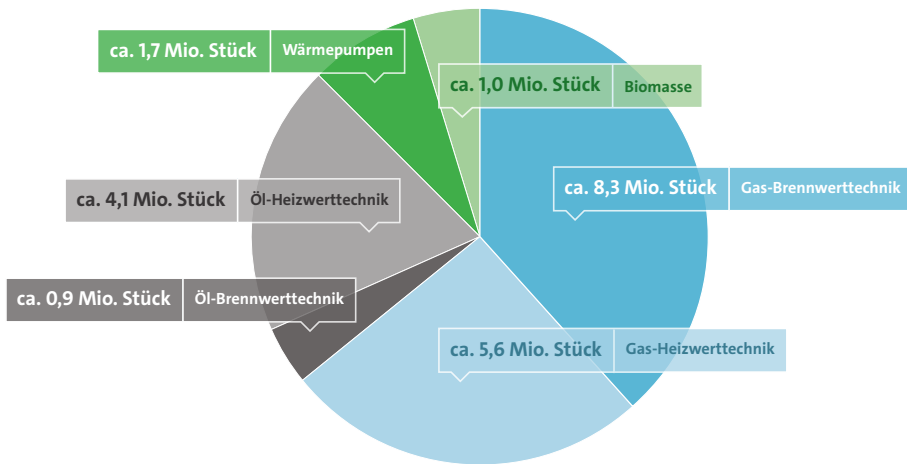 ca. 1,7 Mio. Stück Wärmepumpen
ca. 1,0 Mio. Stück Biomasse
ca. 8,3 Mio. Stück Gas-Brennwerttechnik
ca. 4,1 Mio. Stück Öl-Heizwerttechnik
ca. 0,9 Mio. Stück Öl-Brennwerttechnik
ca. 5,6 Mio. Stück Gas-Heizwerttechnik